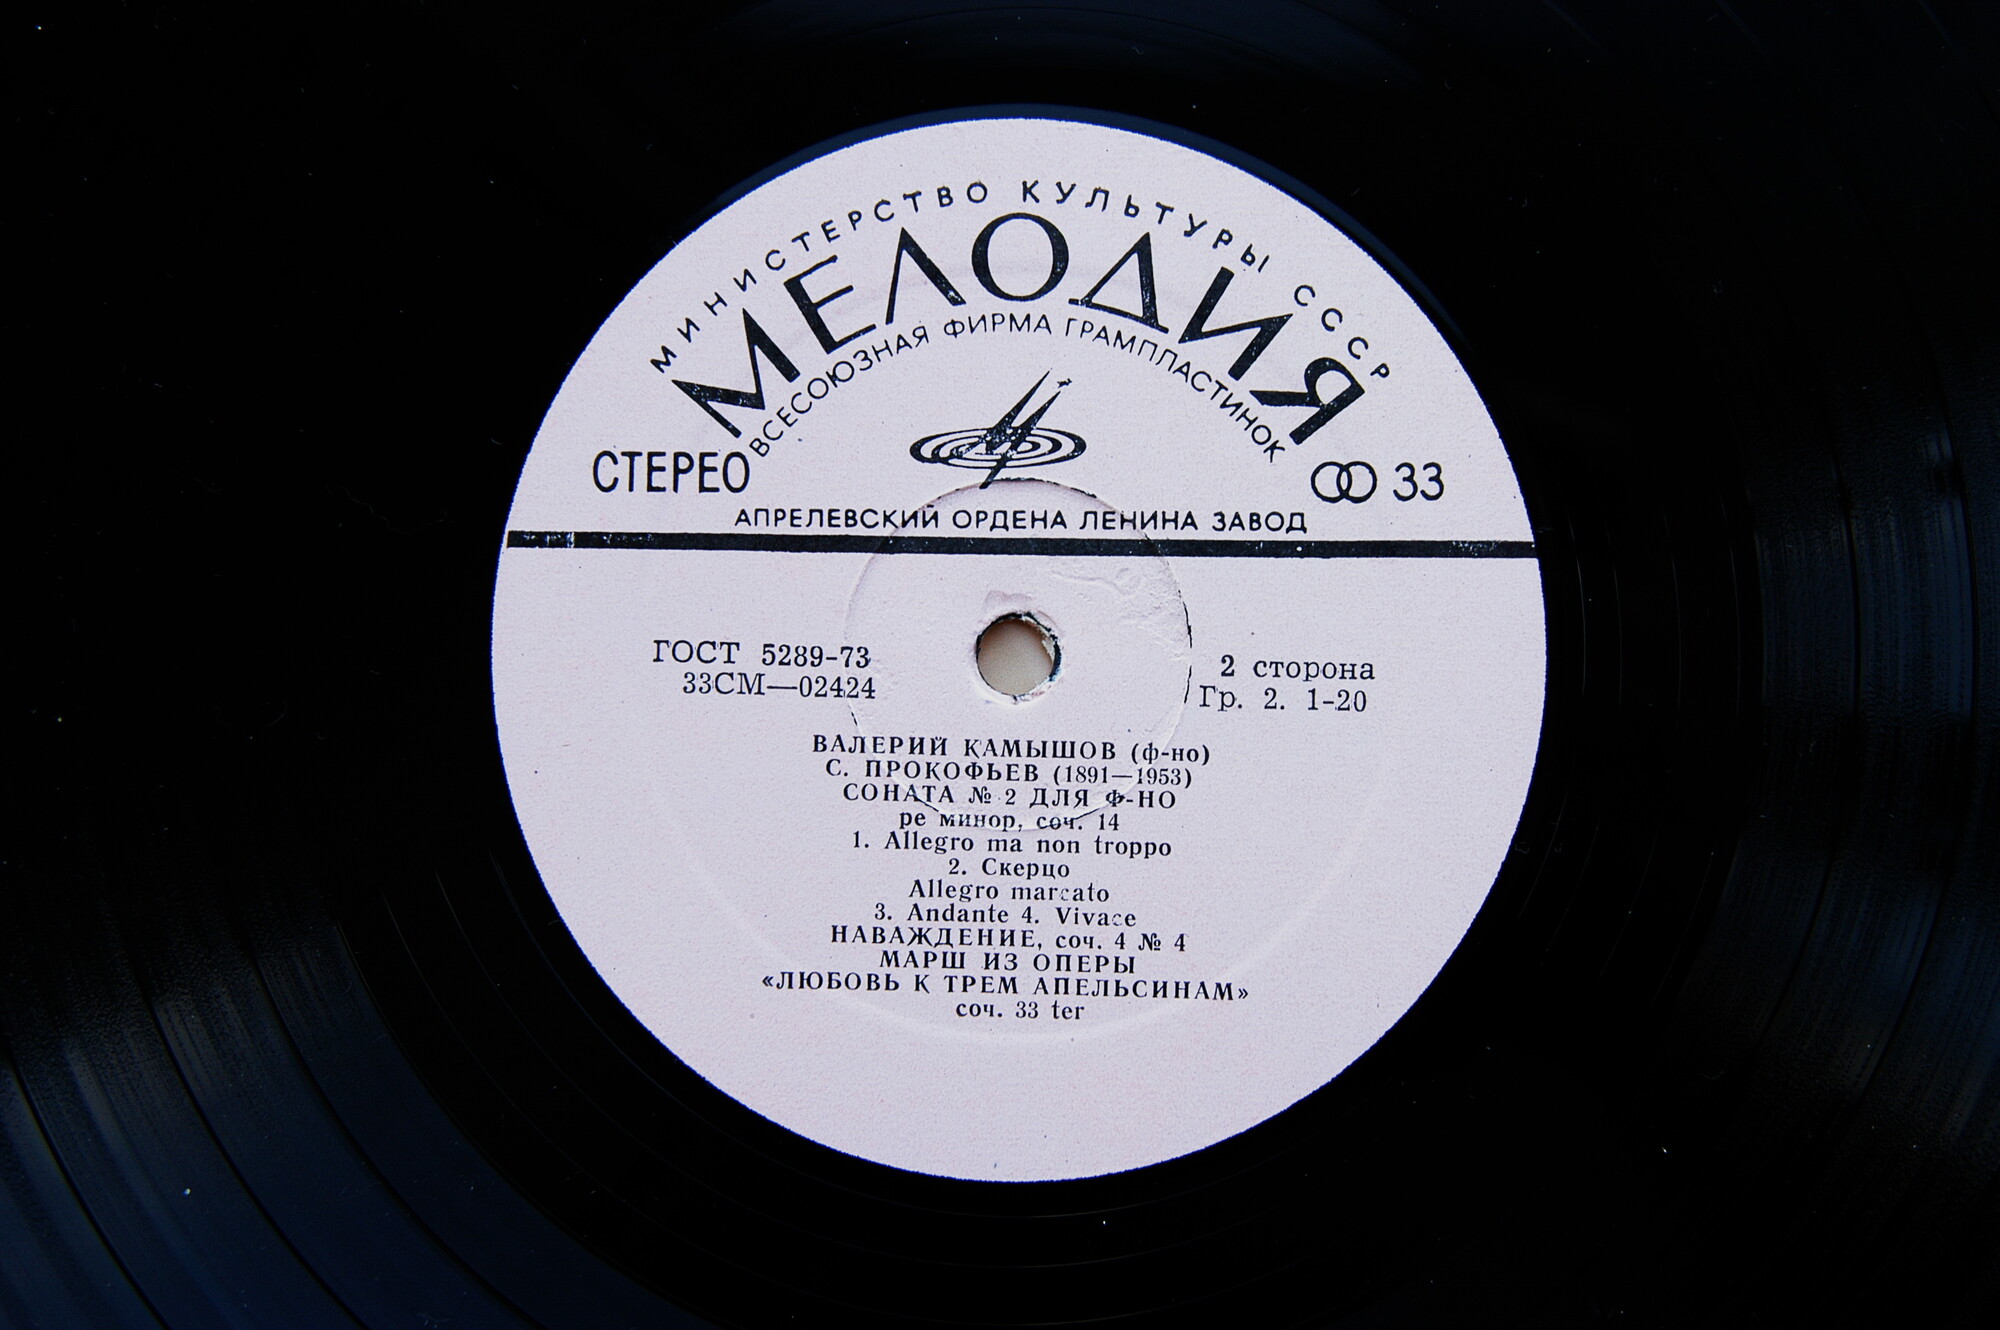 МИНИСТЕРСТВО КУЛЬТУРЫ СССР
МЕЛОДИЯ
ВСЕСОЮЗНАЯ ФИРМА ГРАМПЛАСТИНОК
СТЕРЕО
33
АПРЕЛЕВСКИЙ ОРДЕНА ЛЕНИНА ЗАВОД
ГОСТ 5289-73
33СМ—02424
2 сторона
Гр. 2. 1-20
ВАЛЕРИЙ КАМЫШОВ (ф-но)
С. ПРОКОФЬЕВ (1891—1953)
СОНАТА № 2 ДЛЯ Ф-НО
ре минор, соч. 14
1. Allegro ma non troppo
2. Скерцо
Allegro marcato
3. Andante 4. Vivace
НАВАЖДЕНИЕ, соч. 4 № 4
МАРШ ИЗ ОПЕРЫ
«ЛЮБОВЬ К ТРЕМ АПЕЛЬСИНАМ»
соч. 33 ter